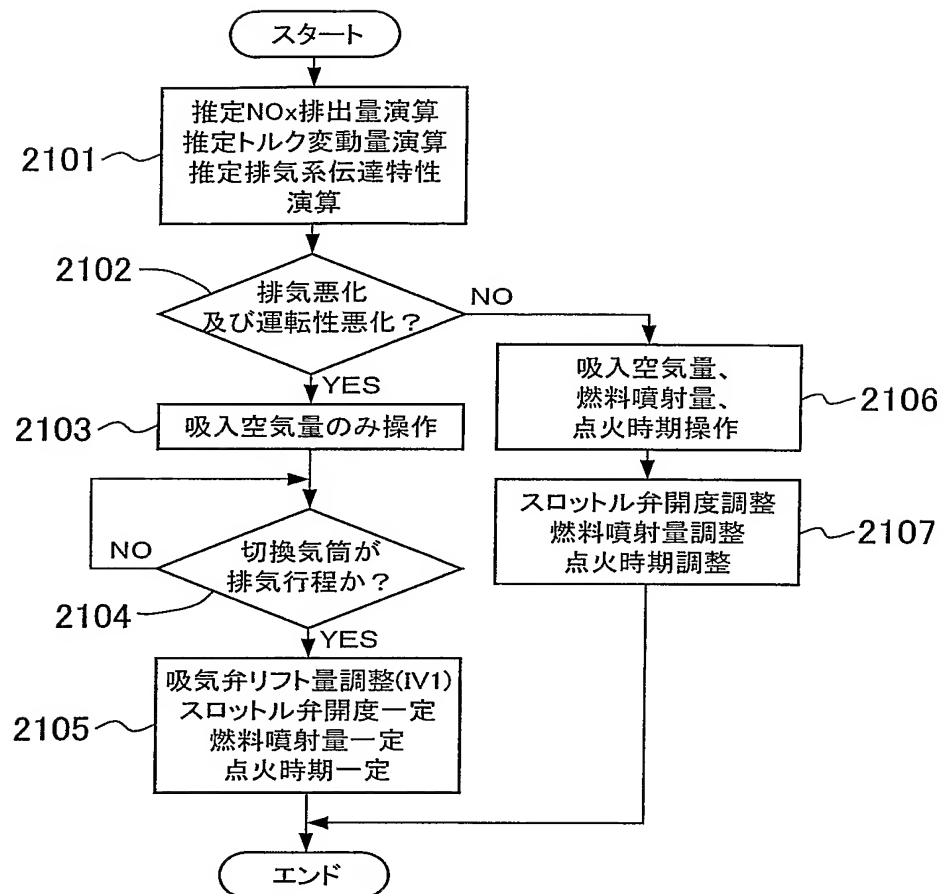 スタート
推定NOx排出量演算
推定トルク変動量演算
推定排気系伝達特性
演算
2101
2102
排気悪化
及び運転性悪化？
NO
YES
2103
吸入空気量のみ操作
吸入空気量、
燃料噴射量、
点火時期操作
2106
NO
切換気筒が
排気行程か？
2104
YES
スロットル弁開度調整
燃料噴射量調整
点火時期調整
2107
吸気弁リフト量調整(IV1)
スロットル弁開度一定
燃料噴射量一定
点火時期一定
2105
エンド